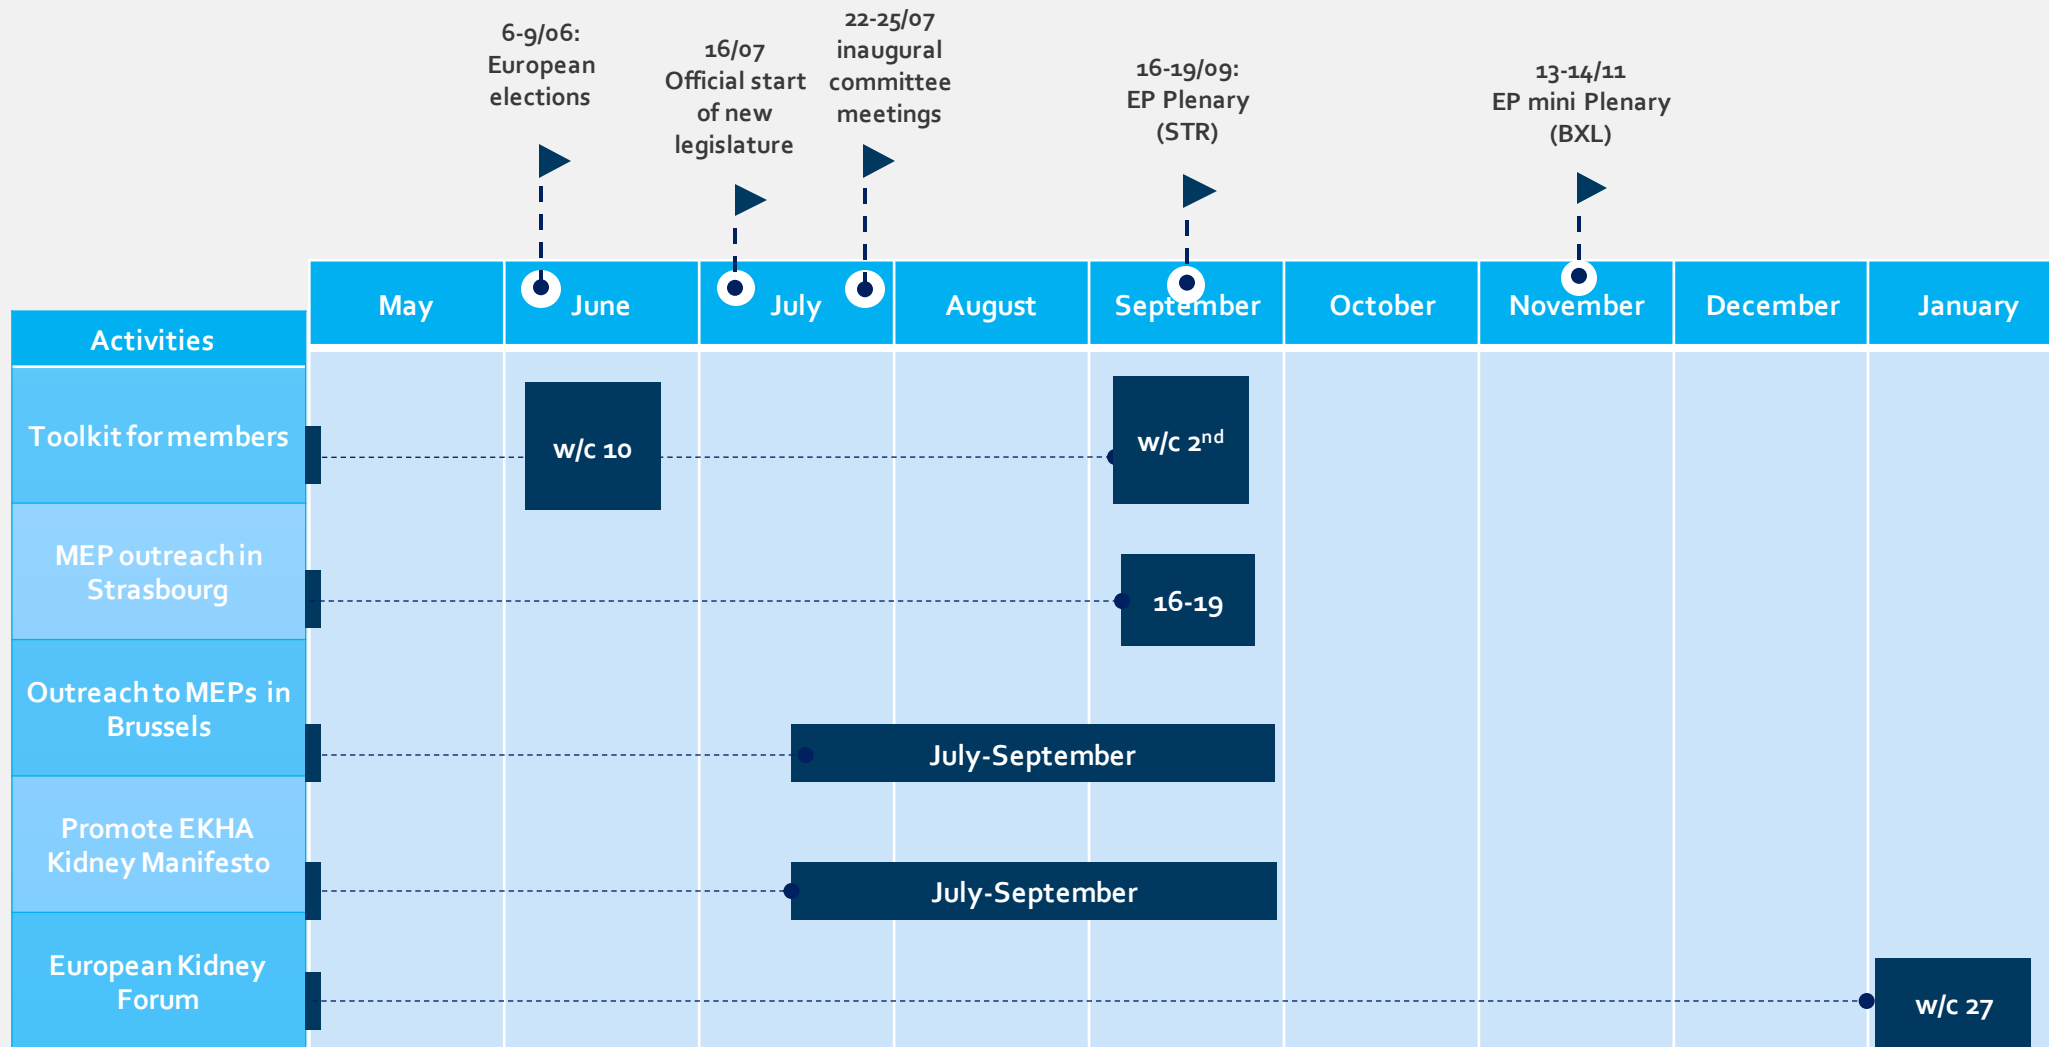 6-9/06:
European
elections
16/07
Official start
of new
legislature
22-25/07
inaugural
committee
meetings
16-19/09:
EP Plenary
(STR)
13-14/11
EP mini Plenary
(BXL)
May
June
July
August
September
October
November
December
January
Activities
Toolkit for members
w/c 10
w/c 2nd
MEP outreach in
Strasbourg
16-19
Outreach to MEPs in
Brussels
July-September
Promote EKHA
Kidney Manifesto
July-September
European Kidney
Forum
w/c 27